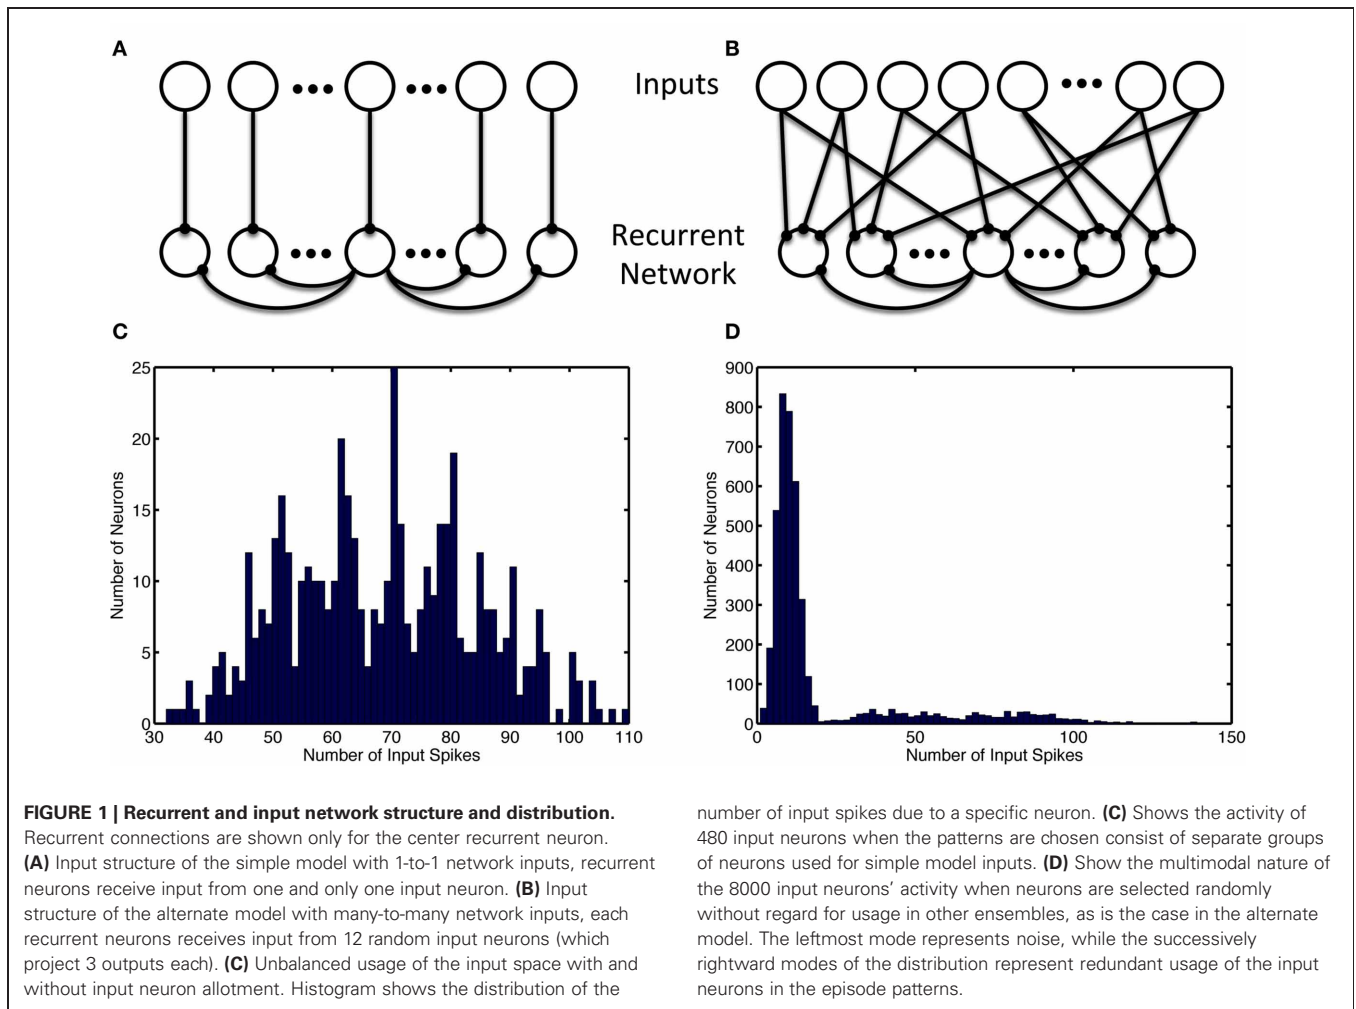 A
B
Inputs
Recurrent
Network
C
D
25
20
15
10
5
0
Number of Neurons
30 40 50 60 70 80 90 100 110
Number of Input Spikes
900
800
700
600
500
400
300
200
100
0
Number of Neurons
0 50 100 150
Number of Input Spikes
FIGURE 1 | Recurrent and input network structure and distribution.
Recurrent connections are shown only for the center recurrent neuron.
(A) Input structure of the simple model with 1-to-1 network inputs, recurrent
neurons receive input from one and only one input neuron. (B) Input
structure of the alternate model with many-to-many network inputs, each
recurrent neurons receives input from 12 random input neurons (which
project 3 outputs each). (C) Unbalanced usage of the input space with and
without input neuron allotment. Histogram shows the distribution of the
number of input spikes due to a specific neuron. (C) Shows the activity of
480 input neurons when the patterns are chosen consist of separate groups
of neurons used for simple model inputs. (D) Show the multimodal nature of
the 8000 input neurons' activity when neurons are selected randomly
without regard for usage in other ensembles, as is the case in the alternate
model. The leftmost mode represents noise, while the successively
rightward modes of the distribution represent redundant usage of the input
neurons in the episode patterns.